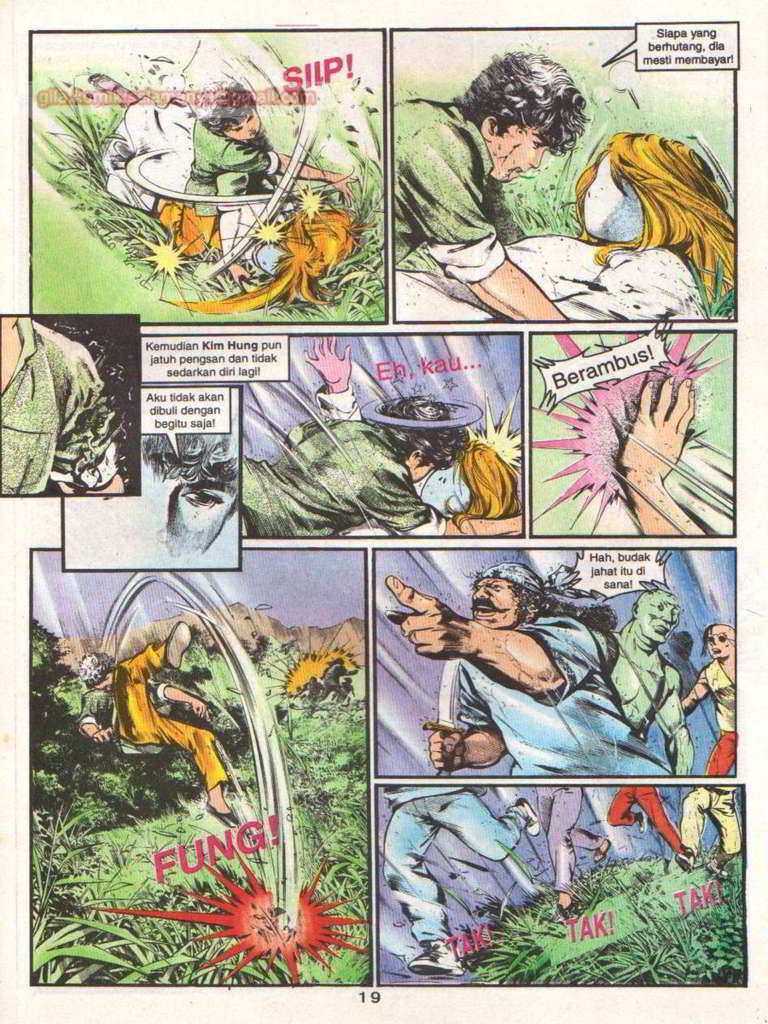 SIIP!
Siapa yang
berhutang, dia
mesti membayar!
Kemudian Kim Hung pun
jatuh pengsan dan tidak
sedarkan diri lagi!
Aku tidak akan
dibuli dengan
begitu saja!
Eh, kau...
Berambus!
FUNG!
Hah, budak
jahat itu di
sana!
TAK!
TAK!
TAK!
19